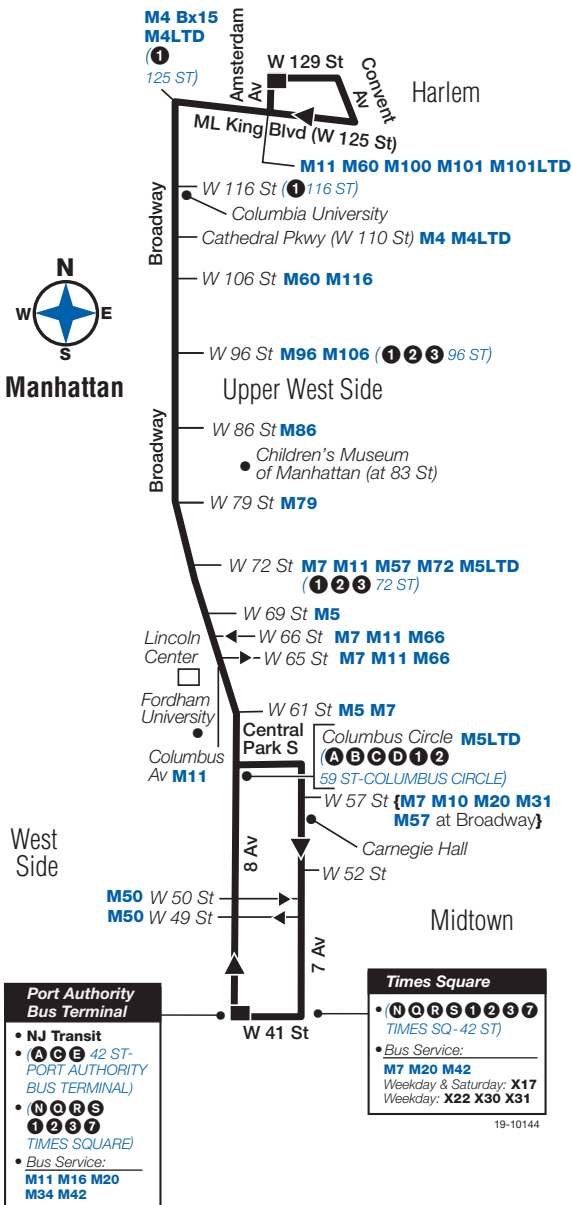 M4 Bx15
M4LTD
(1
125 ST)
Amsterdam
Av
W 129 St
Convent
Av
Harlem
ML King Blvd (W 125 St)
M11 M60 M100 M101 M101LTD
Broadway
W 116 St (1 116 ST)
Columbia University
Cathedral Pkwy (W 110 St) M4 M4LTD
W 106 St M60 M116
N
W E
S
Manhattan
W 96 St M96 M106 (1 2 3 96 ST)
Upper West Side
Broadway
W 86 St M86
Children's Museum
of Manhattan (at 83 St)
W 79 St M79
W 72 St M7 M11 M57 M72 M5LTD
(1 2 3 72 ST)
W 69 St M5
Lincoln
Center
W 66 St M7 M11 M66
W 65 St M7 M11 M66
Fordham
University
W 61 St M5 M7
Columbus
Av M11
Central
Park S
Columbus Circle M5LTD
(A B C D 1 2
59 ST-COLUMBUS CIRCLE)
W 57 St {M7 M10 M20 M31
M57 at Broadway}
Carnegie Hall
West
Side
8 Av
W 52 St
M50 W 50 St
M50 W 49 St
7 Av
Midtown
W 41 St
Port Authority
Bus Terminal
• NJ Transit
• (A C E 42 ST-
PORT AUTHORITY
BUS TERMINAL)
• (N Q R S
1 2 3 7
TIMES SQUARE)
• Bus Service:
M11 M16 M20
M34 M42
Times Square
• (N Q R S 1 2 3 7
TIMES SQ-42 ST)
• Bus Service:
M7 M20 M42
Weekday & Saturday: X17
Weekday: X22 X30 X31
19-10144